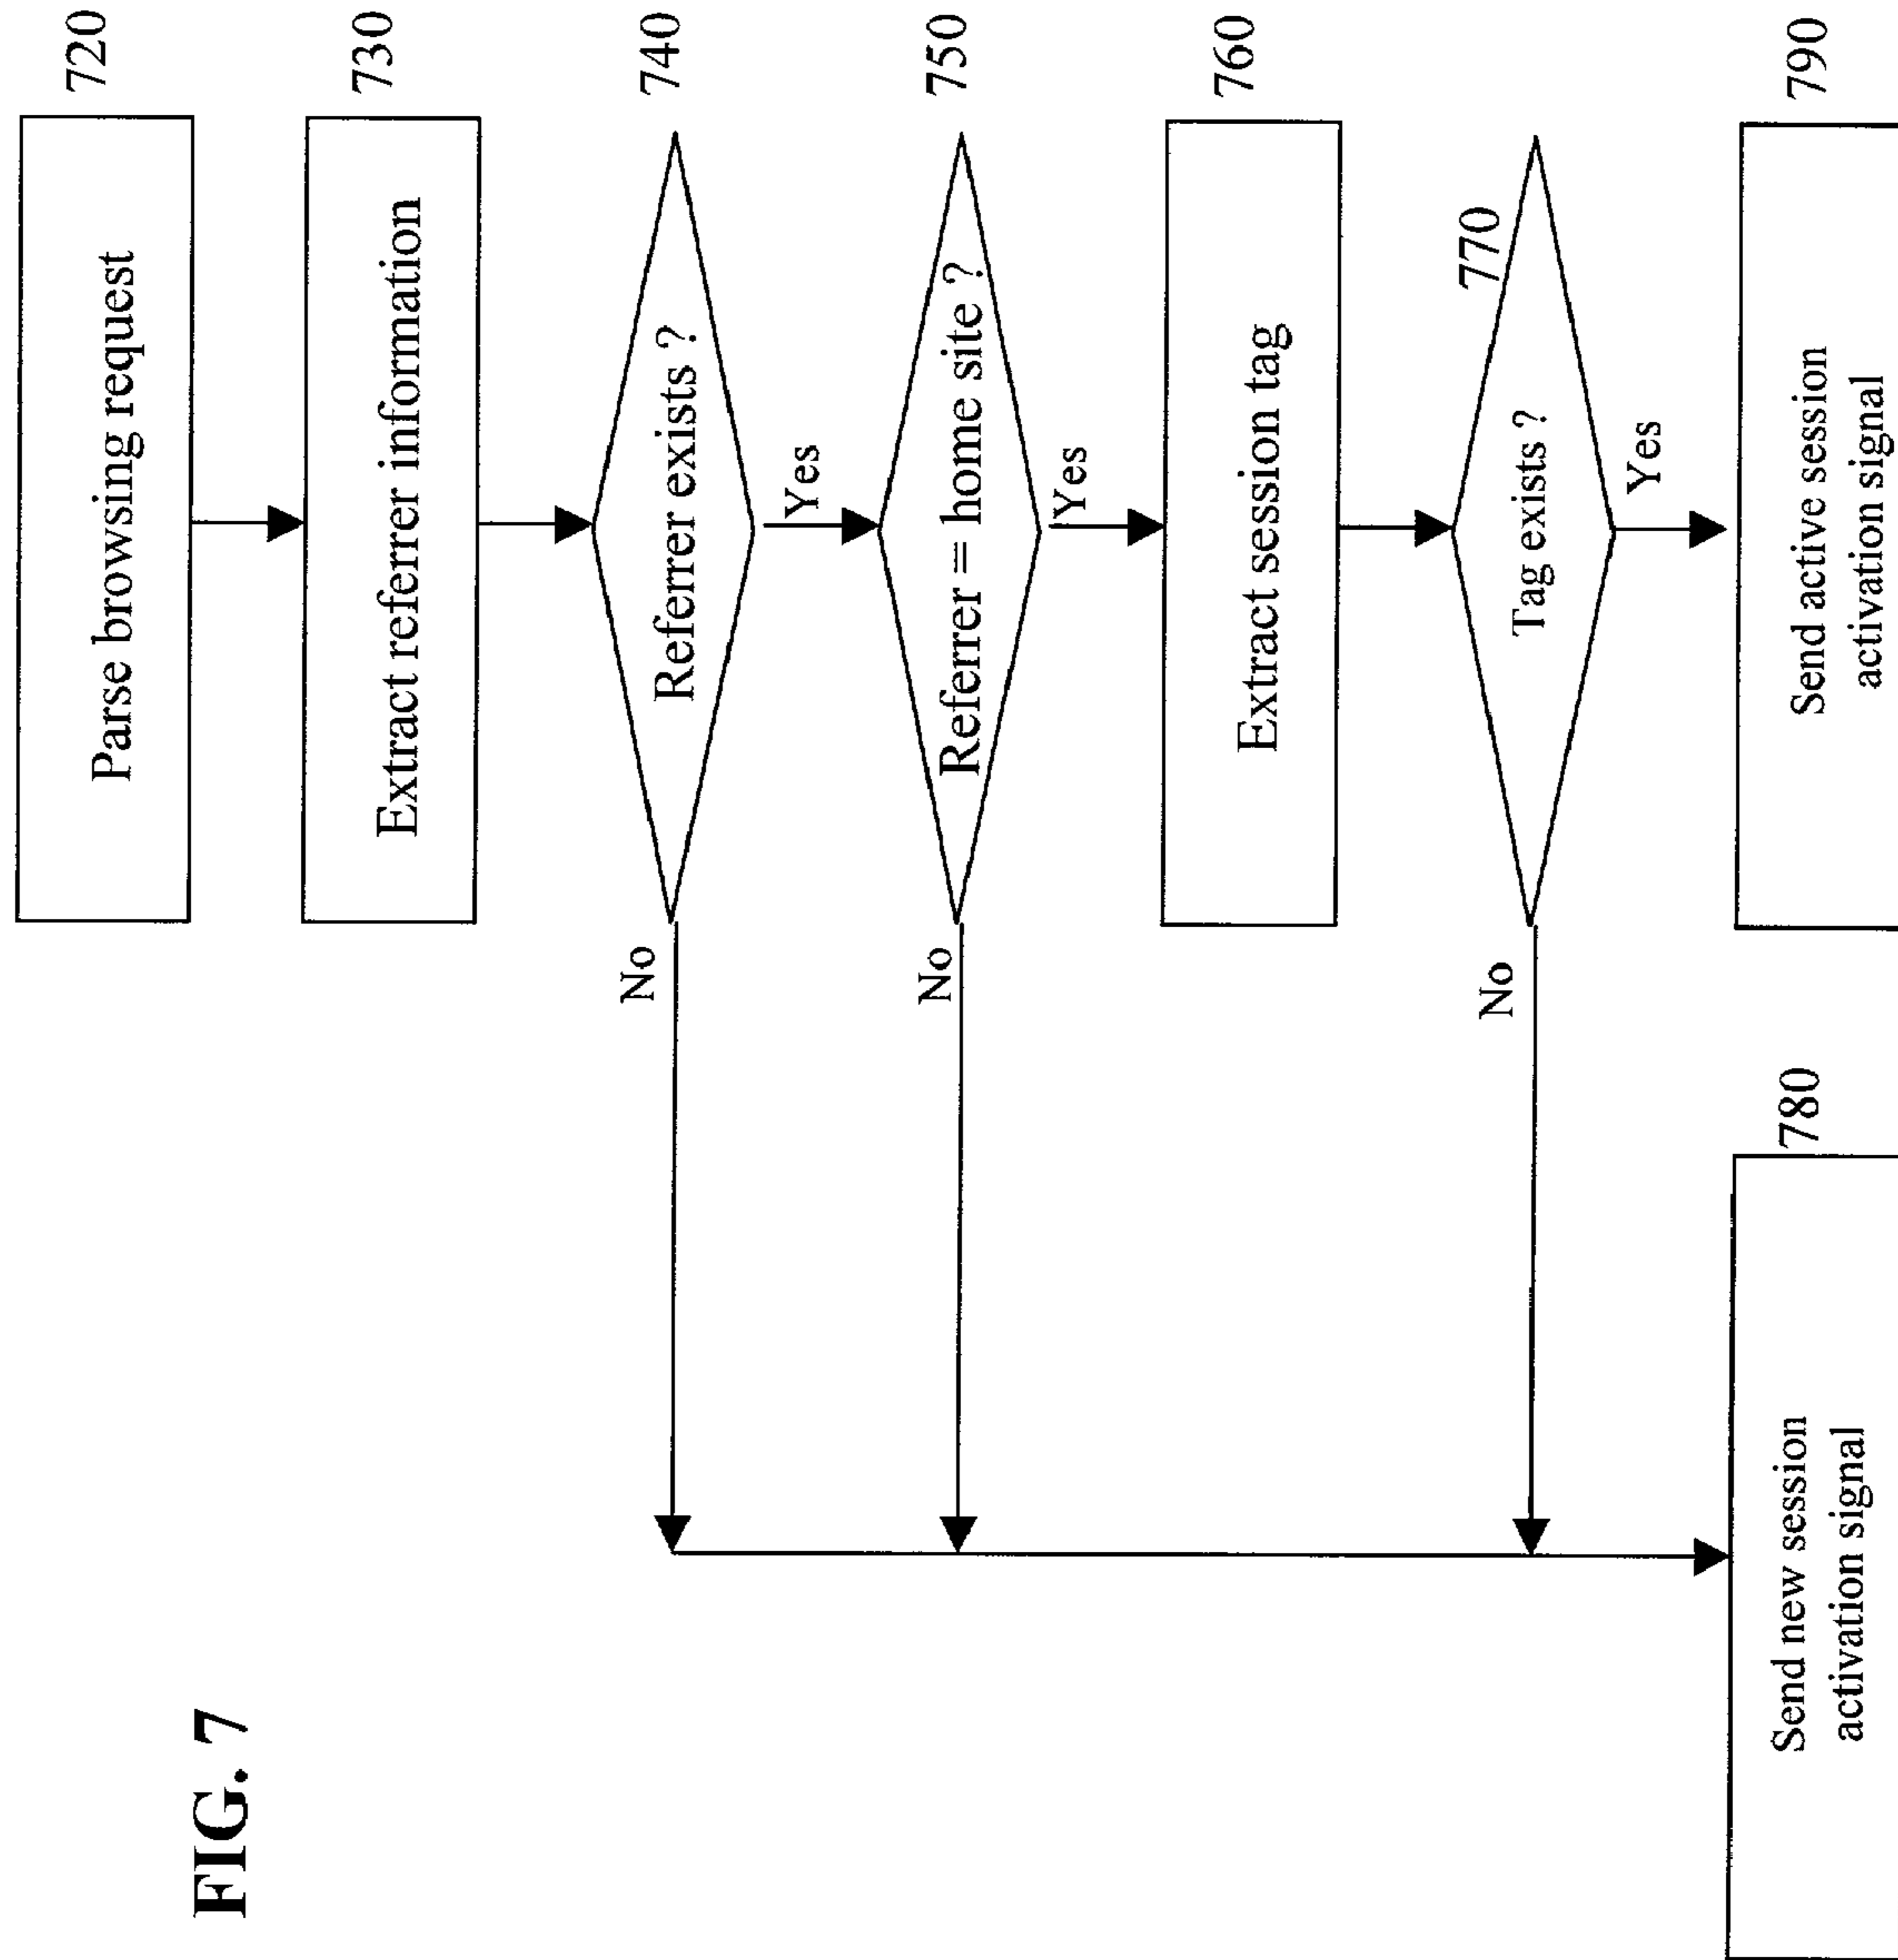 FIG. 7
Parse browsing request
720
Extract referrer information
730
Referrer exists ?
740
No
Yes
Referrer = home site ?
750
No
Yes
Extract session tag
760
Tag exists ?
770
No
Yes
Send new session
activation signal
780
Send active session
activation signal
790